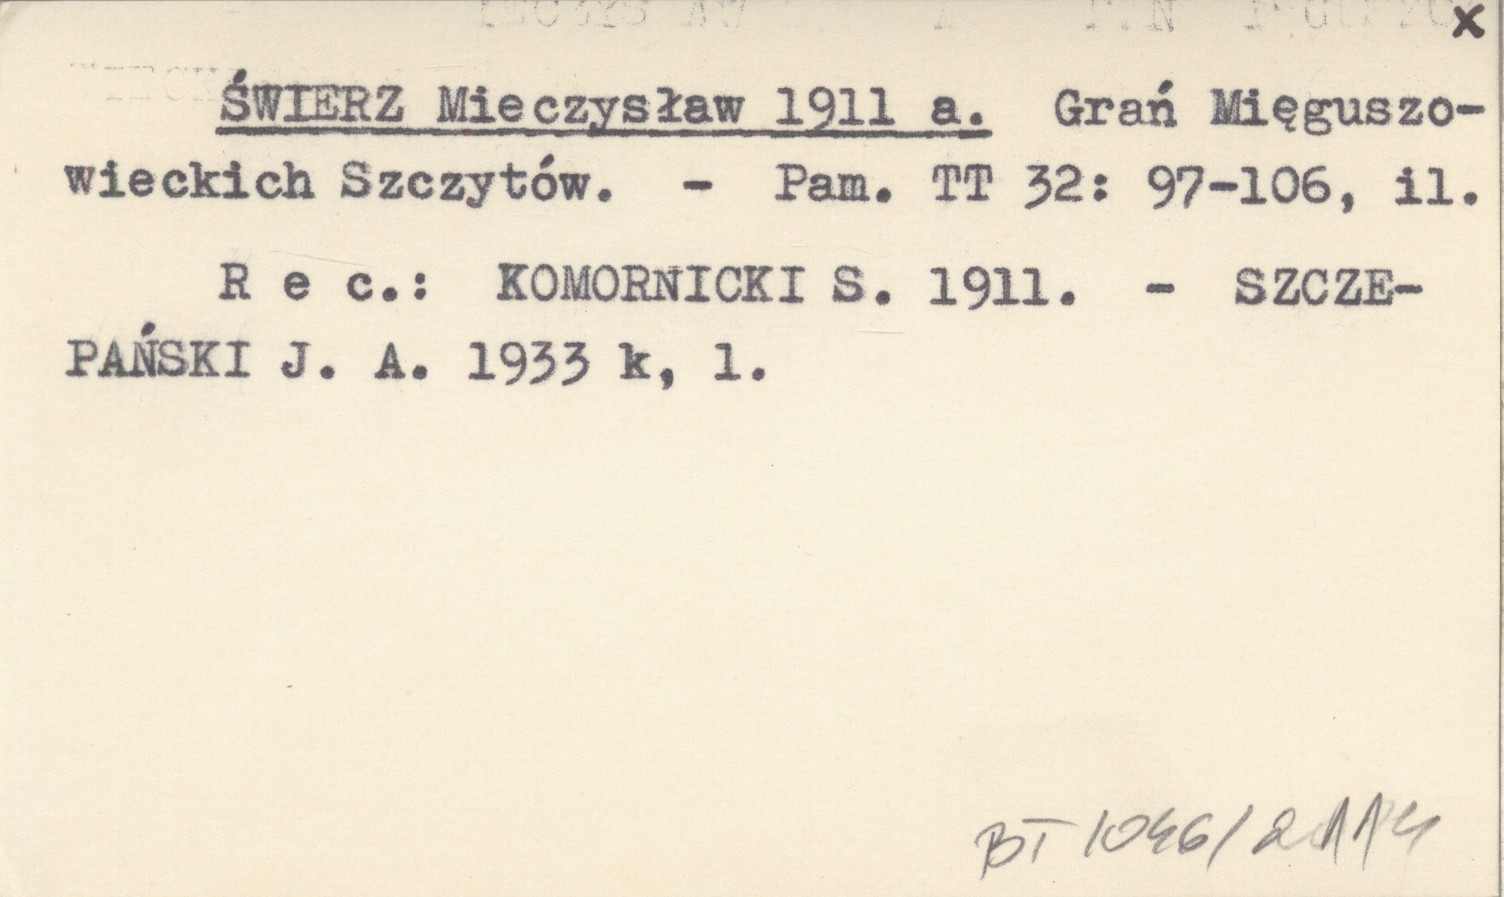 x
ŚWIERZ Mieczysław 1911 a. Grań Mięguszo-
wieckich Szczytów. - Pam. TT 32: 97-106, il.
R e c.: KOMORNICKI S. 1911. - SZCZE-
PAŃSKI J. A. 1933 k, l.
BT 1046/2